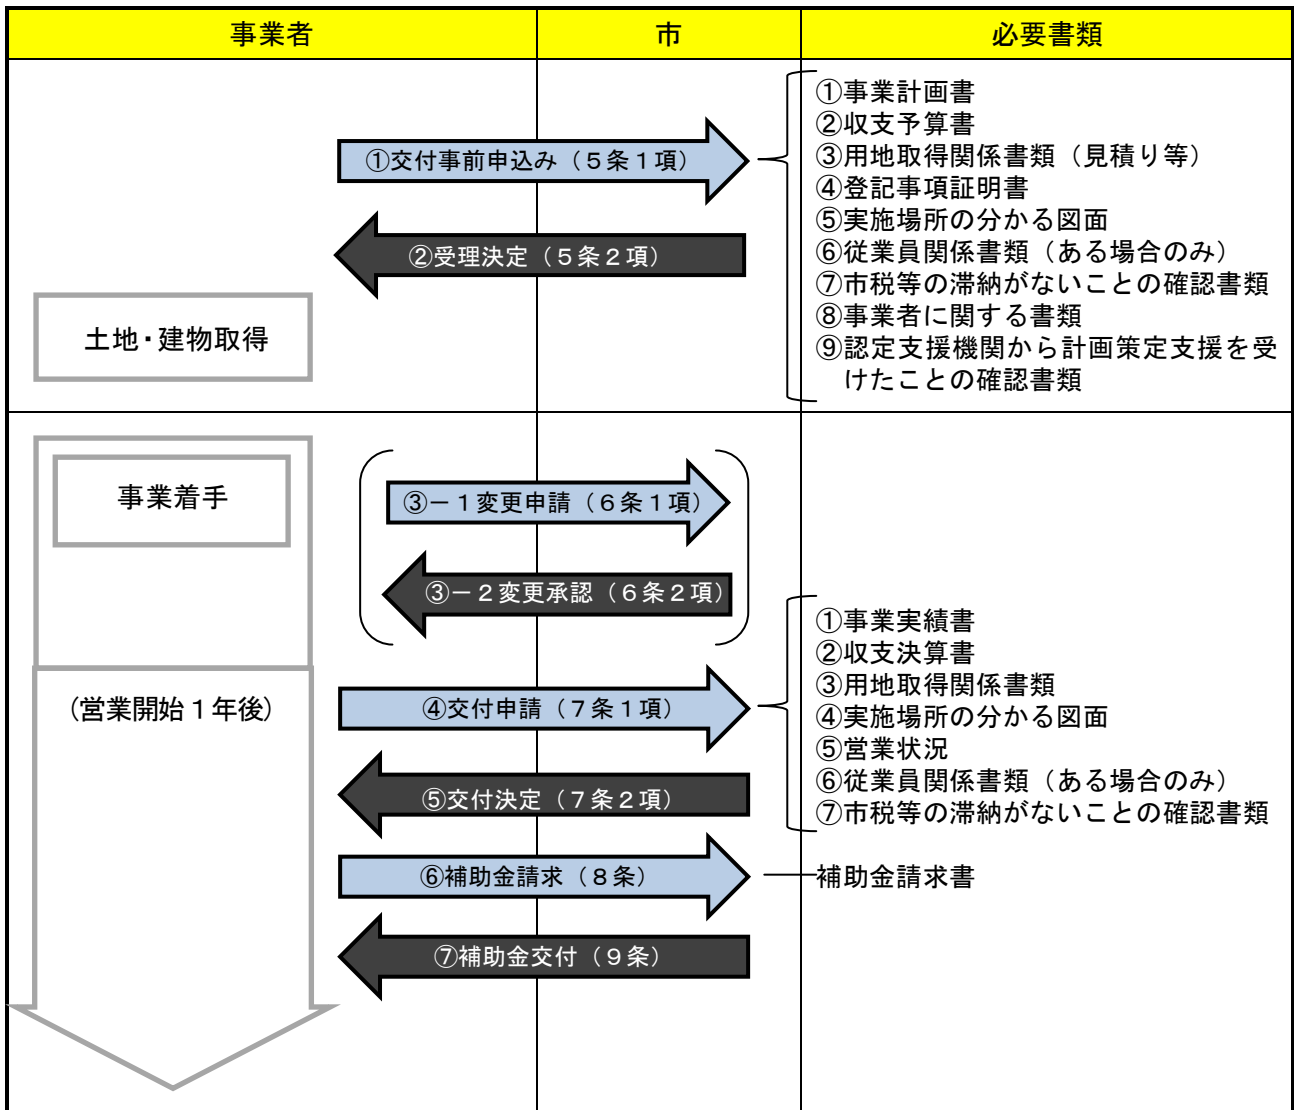 事業者
市
必要書類
①交付事前申込み（５条１項）
②受理決定（５条２項）
土地・建物取得
①事業計画書
②収支予算書
③用地取得関係書類（見積り等）
④登記事項証明書
⑤実施場所の分かる図面
⑥従業員関係書類（ある場合のみ）
⑦市税等の滞納がないことの確認書類
⑧事業者に関する書類
⑨認定支援機関から計画策定支援を受
けたことの確認書類
事業着手
③－１変更申請（６条１項）
③－２変更承認（６条２項）
(営業開始１年後)
④交付申請（７条１項）
⑤交付決定（７条２項）
①事業実績書
②収支決算書
③用地取得関係書類
④実施場所の分かる図面
⑤営業状況
⑥従業員関係書類（ある場合のみ）
⑦市税等の滞納がないことの確認書類
⑥補助金請求（８条）
補助金請求書
⑦補助金交付（９条）